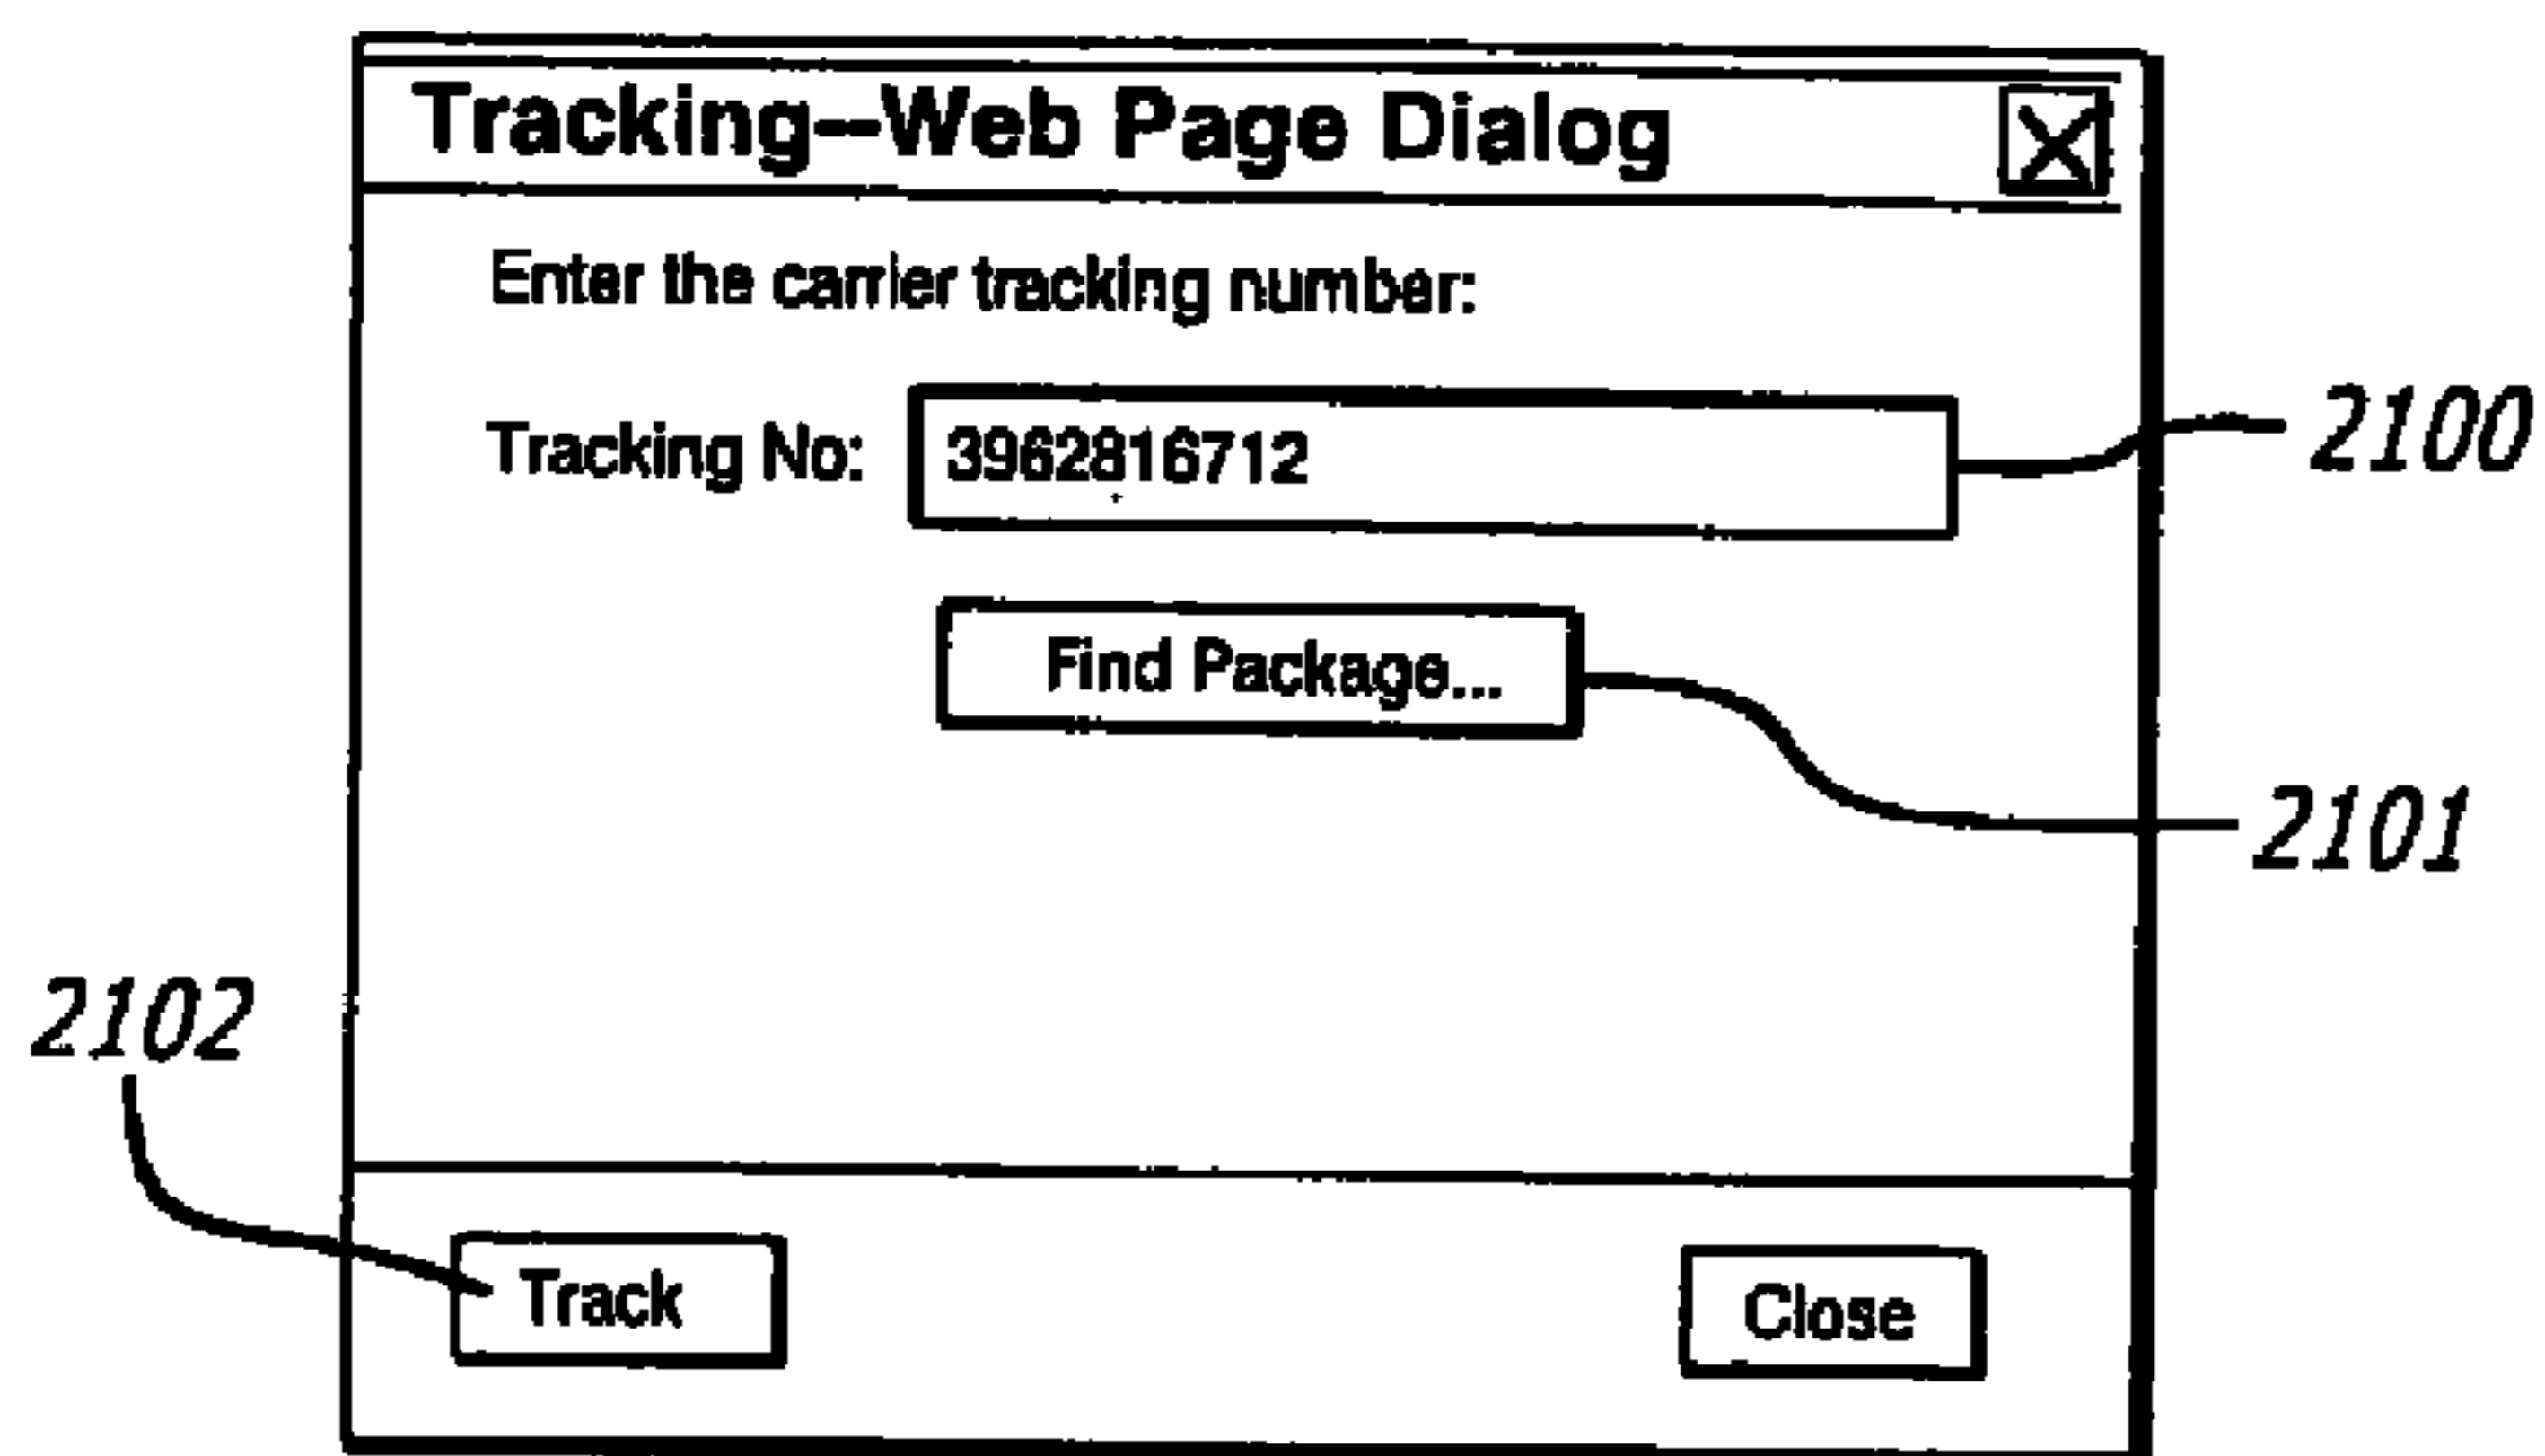 Tracking--Web Page Dialog X
Enter the carrier tracking number:
Tracking No: 3962816712
2100
Find Package...
2101
2102
Track Close